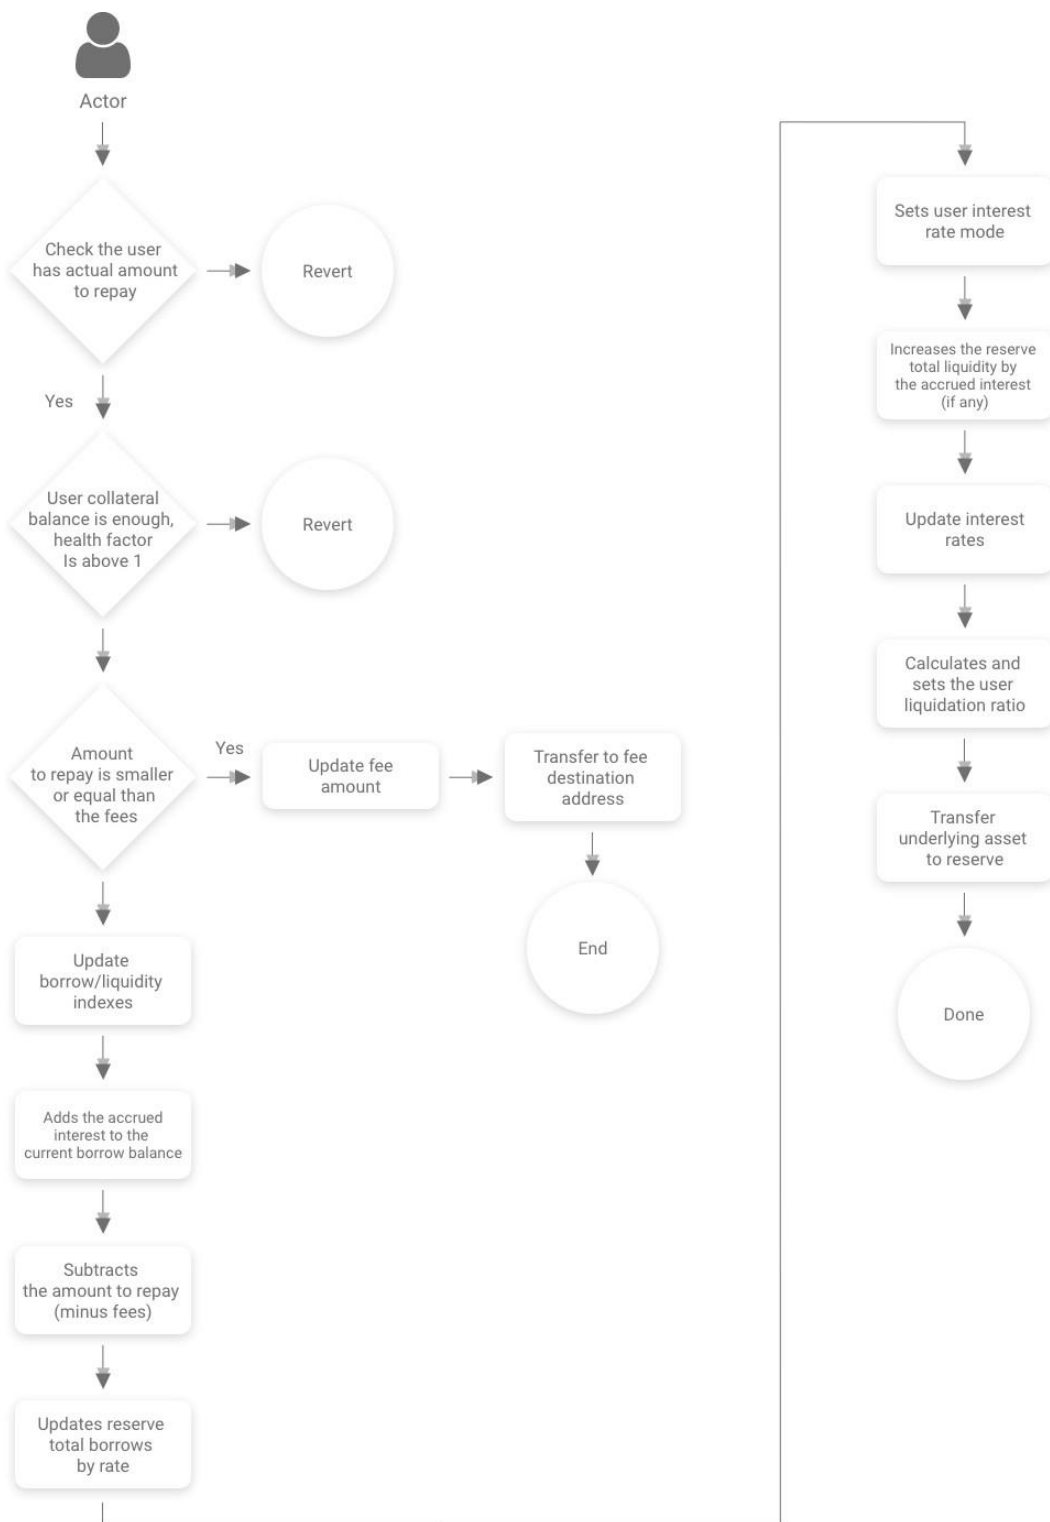 Actor
Check the user
has actual amount
to repay
Revert
Yes
User collateral
balance is enough,
health factor
Is above 1
Revert
Amount
to repay is smaller
or equal than
the fees
Yes
Update fee
amount
Transfer to fee
destination
address
End
Update
borrow/liquidity
indexes
Adds the accrued
interest to the
current borrow balance
Subtracts
the amount to repay
(minus fees)
Updates reserve
total borrows
by rate
Sets user interest
rate mode
Increases the reserve
total liquidity by
the accrued interest
(if any)
Update interest
rates
Calculates and
sets the user
liquidation ratio
Transfer
underlying asset
to reserve
Done